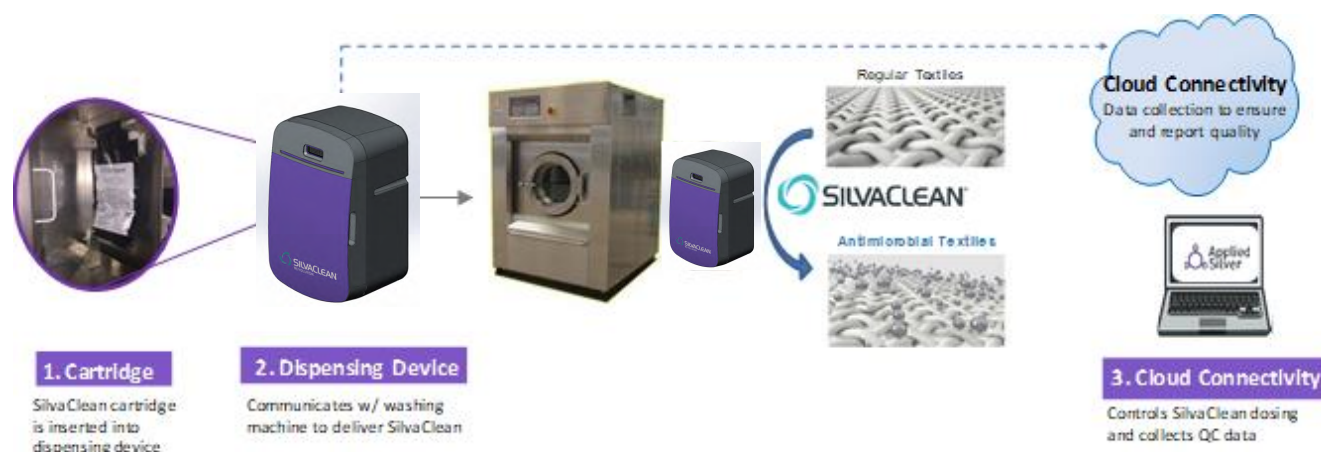 Regular Textiles
Cloud Connectivity
Data collection to ensure
and report quality
SILVACLEAN
Antimiorobial Textiles
SILVACLEAN
Applied
Silver
1. Cartridge
SilvaClean cartridge
is inserted into
dispensing device
2. Dispensing Device
Communicates w/ washing
machine to deliver SilvaClean
3. Cloud Connectivity
Controls SilvaClean dosing
and collects QC data